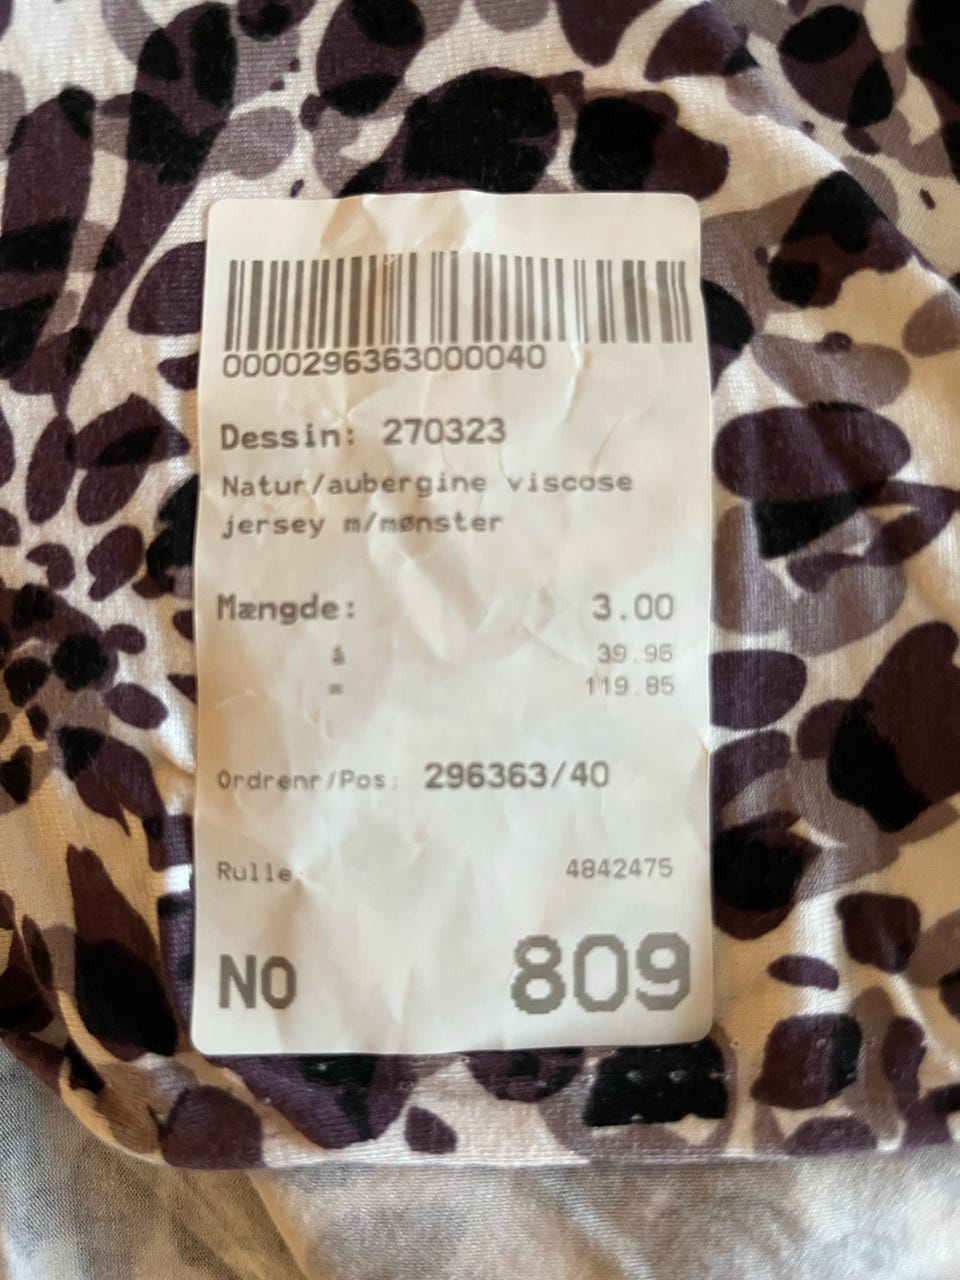 0000296363000040
Dessin: 270323
Natur/aubergine viscose
jersey m/mønster
Mængde: 3.00
à 39.95
= 119.85
Ordrenr/Pos: 296363/40
Rulle: 4842475
NO 809